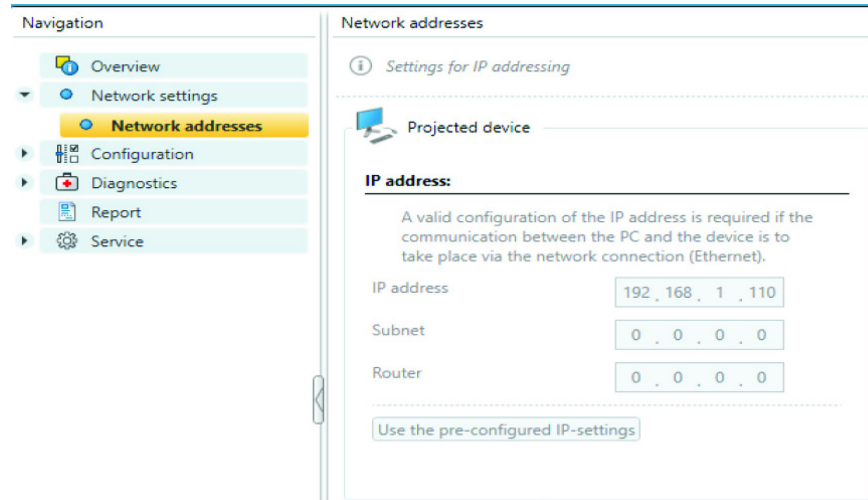 Navigation
Overview
Network settings
Network addresses
Configuration
Diagnostics
Report
Service
Network addresses
Settings for IP addressing
Projected device
IP address:
A valid configuration of the IP address is required if the
communication between the PC and the device is to
take place via the network connection (Ethernet).
IP address 192 . 168 . 1 . 110
Subnet 0 . 0 . 0 . 0
Router 0 . 0 . 0 . 0
Use the pre-configured IP-settings